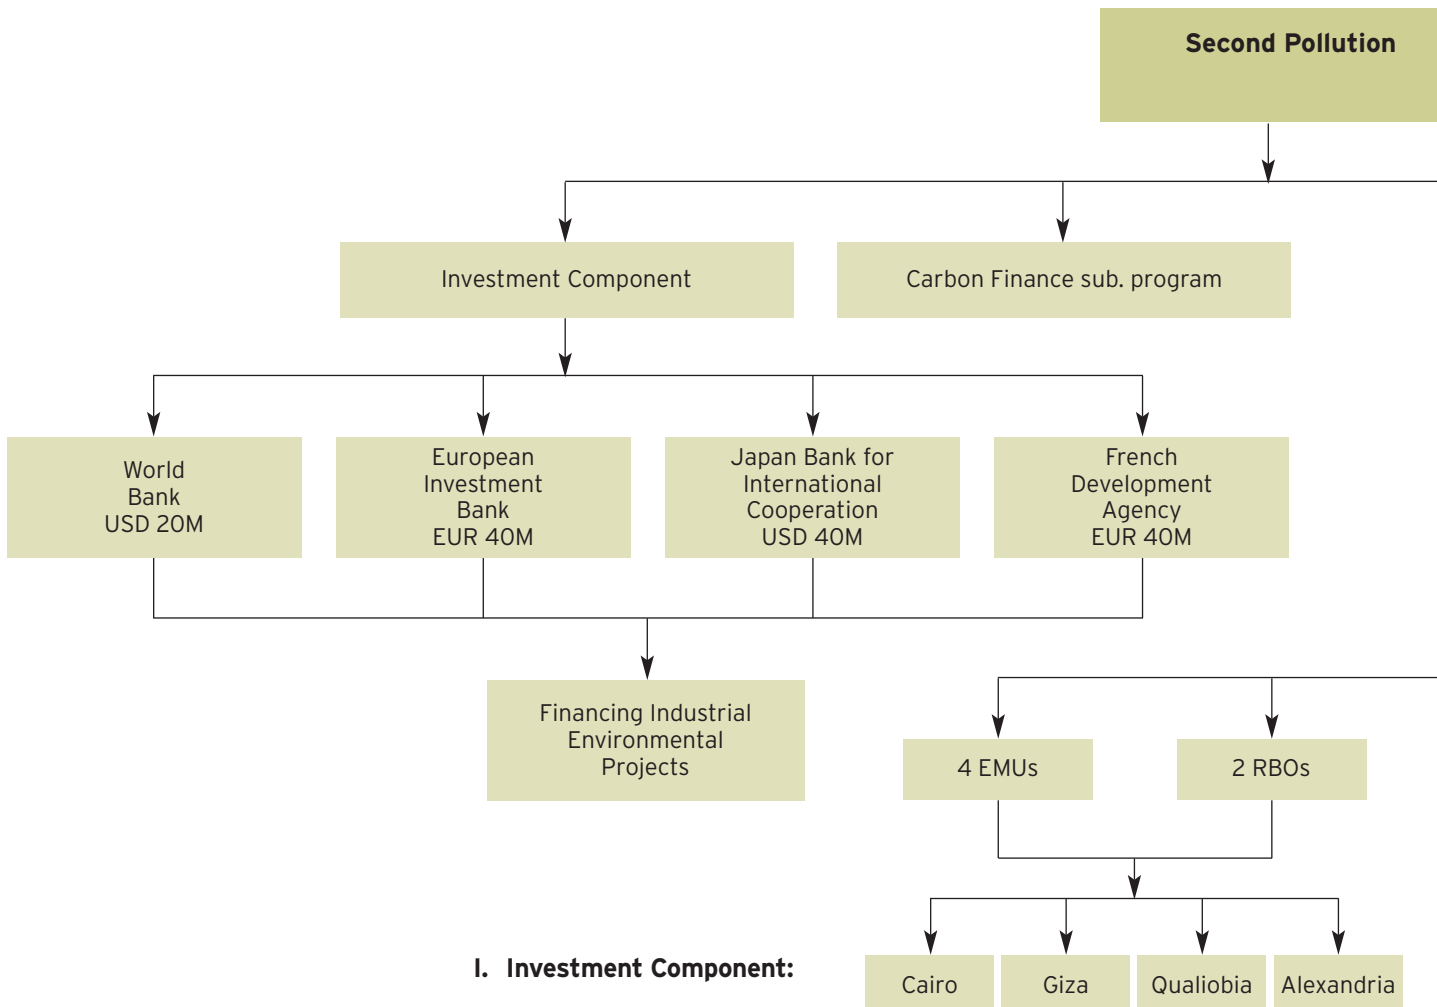 Second Pollution
Investment Component
Carbon Finance sub. program
World
Bank
USD 20M
European
Investment
Bank
EUR 40M
Japan Bank for
International
Cooperation
USD 40M
French
Development
Agency
EUR 40M
Financing Industrial
Environmental
Projects
4 EMUs
2 RBOs
Cairo
Giza
Qualiobia
Alexandria
I. Investment Component: